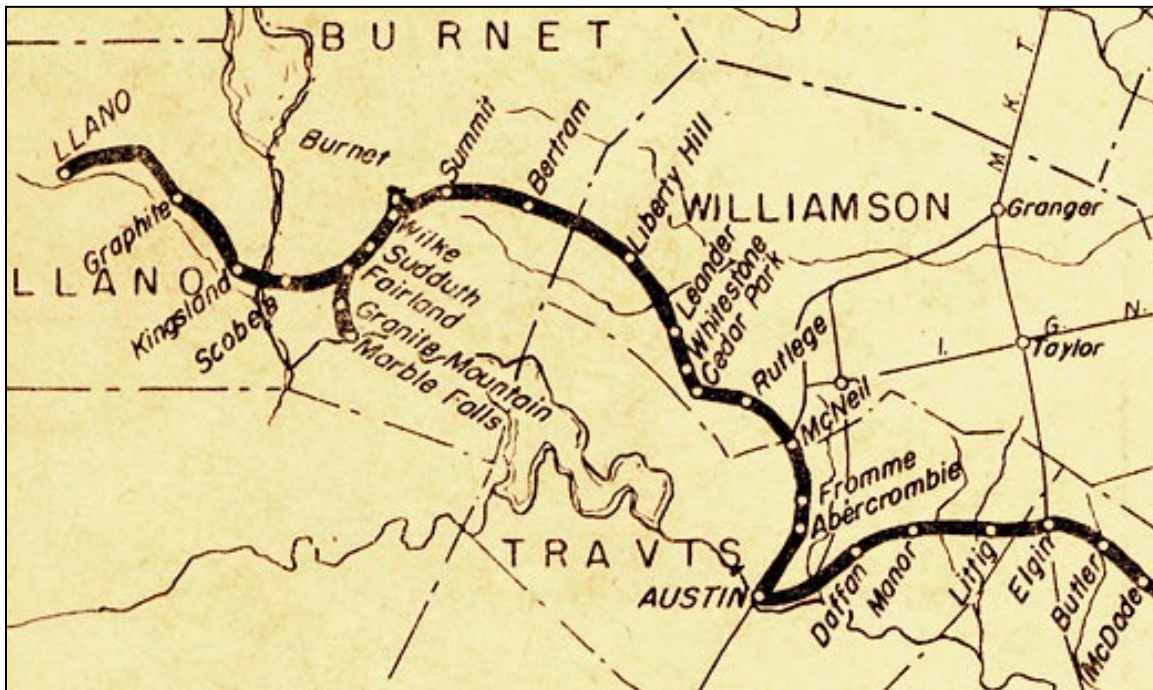 BURNET
M. K. T.
LLANO
Burnet
Summit
Bertram
Liberty Hill
WILLIAMSON
Granger
Graphite
LLANO
Kingsland
Scobee
Wilke
Sudduth
Fairland
Granite Mountain
Marble Falls
Leander
Whitestone
Cedar Park
Rutlege
McNeil
I. G. N.
Taylor
Fromme
Abercrombie
TRAVIS
AUSTIN
Daffan
Manor
Littig
Elgin
Butler
McDade